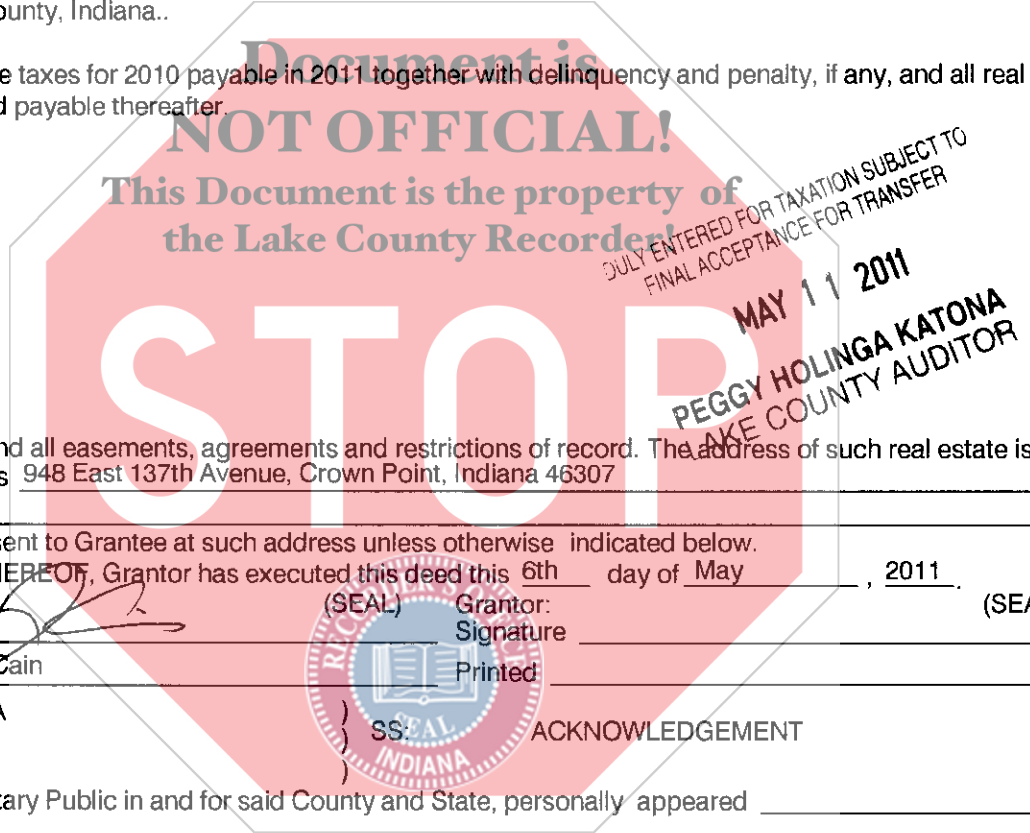 ounty, Indiana..
Document is
e taxes for 2010 payable in 2011 together with delinquency and penalty, if any, and all real
d payable thereafter.
NOT OFFICIAL!
This Document is the property of
the Lake County Recorder!
DULY ENTERED FOR TAXATION SUBJECT TO
FINAL ACCEPTANCE FOR TRANSFER
MAY 11 2011
PEGGY HOLINGA KATONA
LAKE COUNTY AUDITOR
STOP
nd all easements, agreements and restrictions of record. The address of such real estate is
s 948 East 137th Avenue, Crown Point, Indiana 46307
ent to Grantee at such address unless otherwise indicated below.
EREOF, Grantor has executed this deed this 6th day of May , 2011 .
(SEAL) Grantor: (SEA
Signature
Cain Printed
A ) SS: ACKNOWLEDGEMENT
)
)
RECORDER'S OFFICE
SEAL
INDIANA
tary Public in and for said County and State, personally appeared